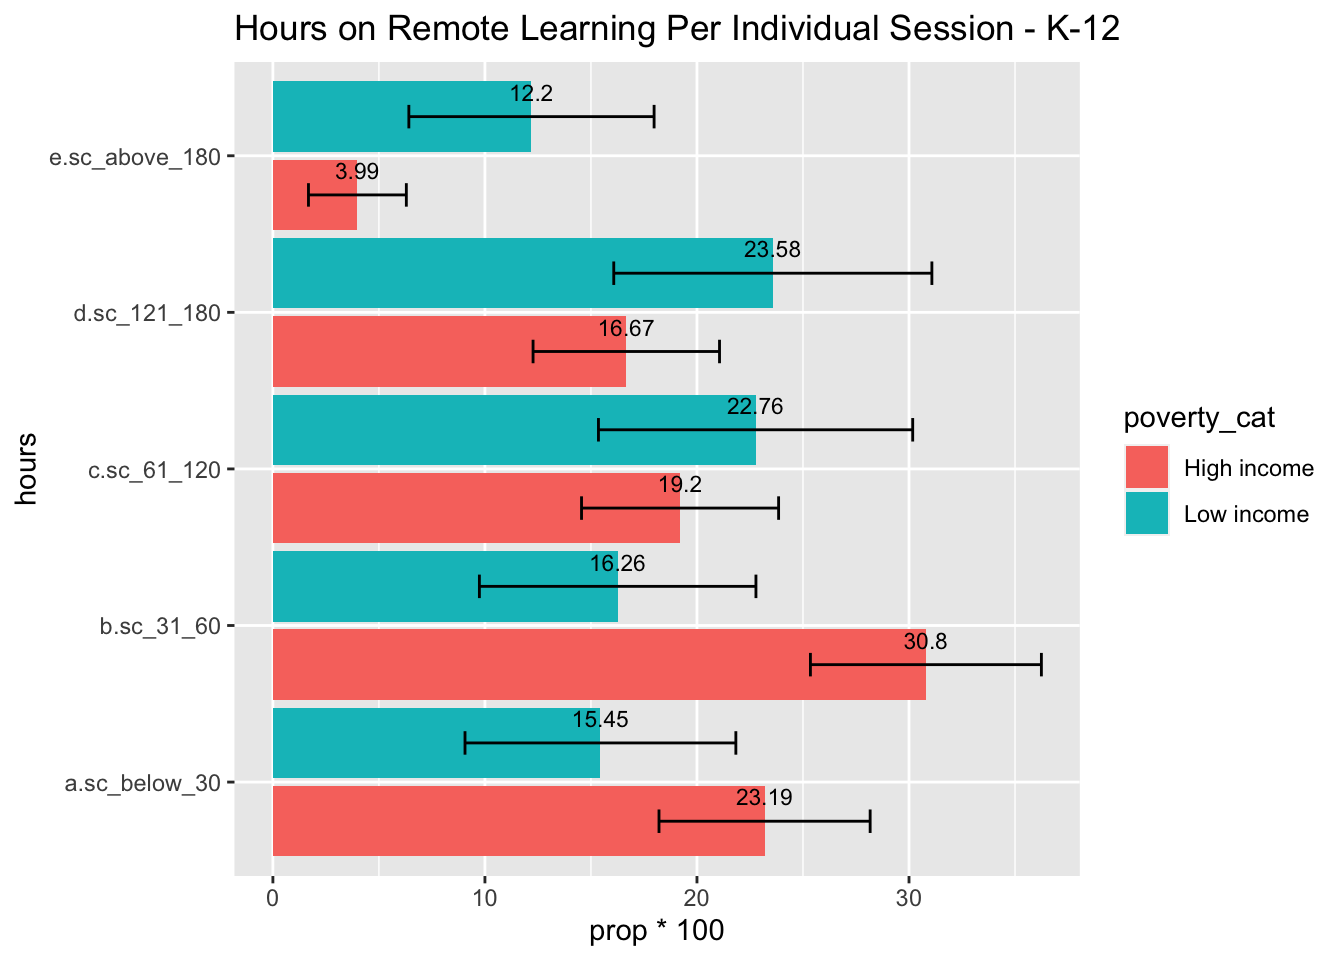 Hours on Remote Learning Per Individual Session - K-12
12.2
e.sc_above_180
3.99
23.58
d.sc_121_180
16.67
22.76
c.sc_61_120
19.2
16.26
b.sc_31_60
30.8
15.45
a.sc_below_30
23.19
hours
0 10 20 30
prop * 100
poverty_cat
High income
Low income